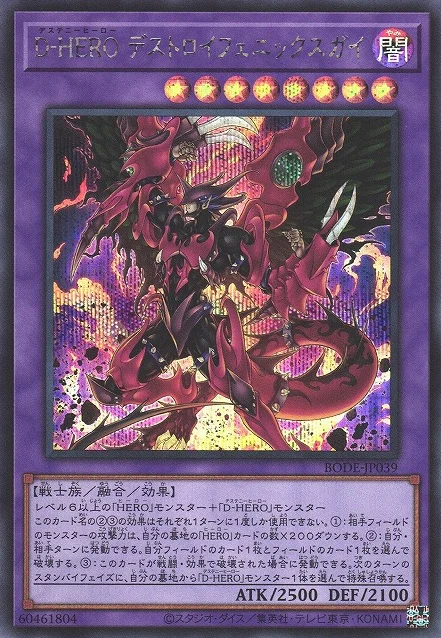 デステニーヒーロー
D-HERO デストロイフェニックスガイ
やみ
闇
BODE-JP039
【戦士族／融合／効果】
レベル6以上の「HERO」モンスター＋「D-HERO」モンスター
このカード名の②③の効果はそれぞれ1ターンに1度しか使用できない。①：相手フィールド
のモンスターの攻撃力は、自分の墓地の「HERO」カードの数×200ダウンする。②：自分・
相手ターンに発動できる。自分フィールドのカード1枚とフィールドのカード1枚を選んで
破壊する。③：このカードが戦闘・効果で破壊された場合に発動できる。次のターンの
スタンバイフェイズに、自分の墓地から「D-HERO」モンスター1体を選んで特殊召喚する。
ATK/2500 DEF/2100
60461804
©スタジオ・ダイス／集英社・テレビ東京・KONAMI